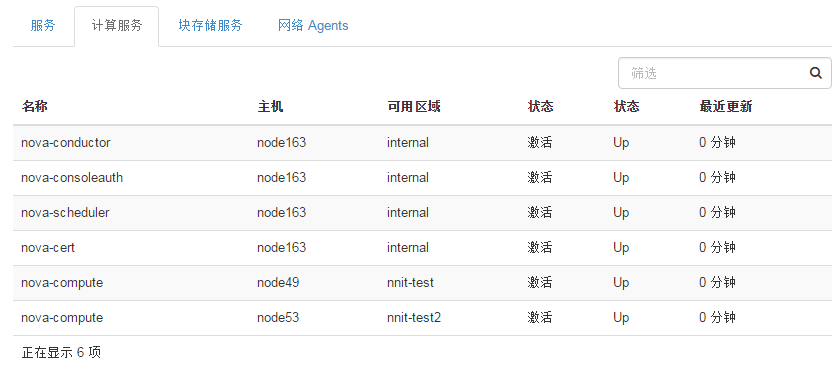 服务 计算服务 块存储服务 网络 Agents
筛选
名称 主机 可用区域 状态 状态 最近更新
nova-conductor node163 internal 激活 Up 0 分钟
nova-consoleauth node163 internal 激活 Up 0 分钟
nova-scheduler node163 internal 激活 Up 0 分钟
nova-cert node163 internal 激活 Up 0 分钟
nova-compute node49 nnit-test 激活 Up 0 分钟
nova-compute node53 nnit-test2 激活 Up 0 分钟
正在显示 6 项